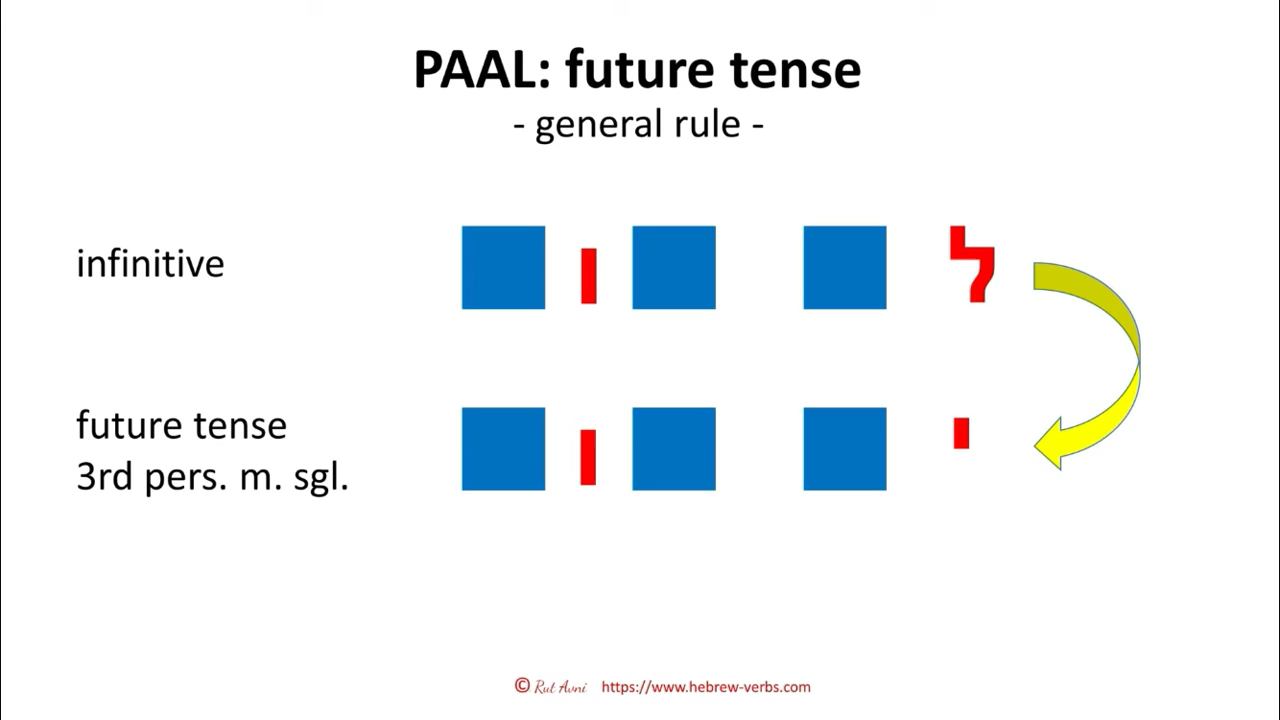 PAAL: future tense
- general rule -
infinitive
ל ו
future tense
3rd pers. m. sgl.
י ו
© Rut Avni https://www.hebrew-verbs.com